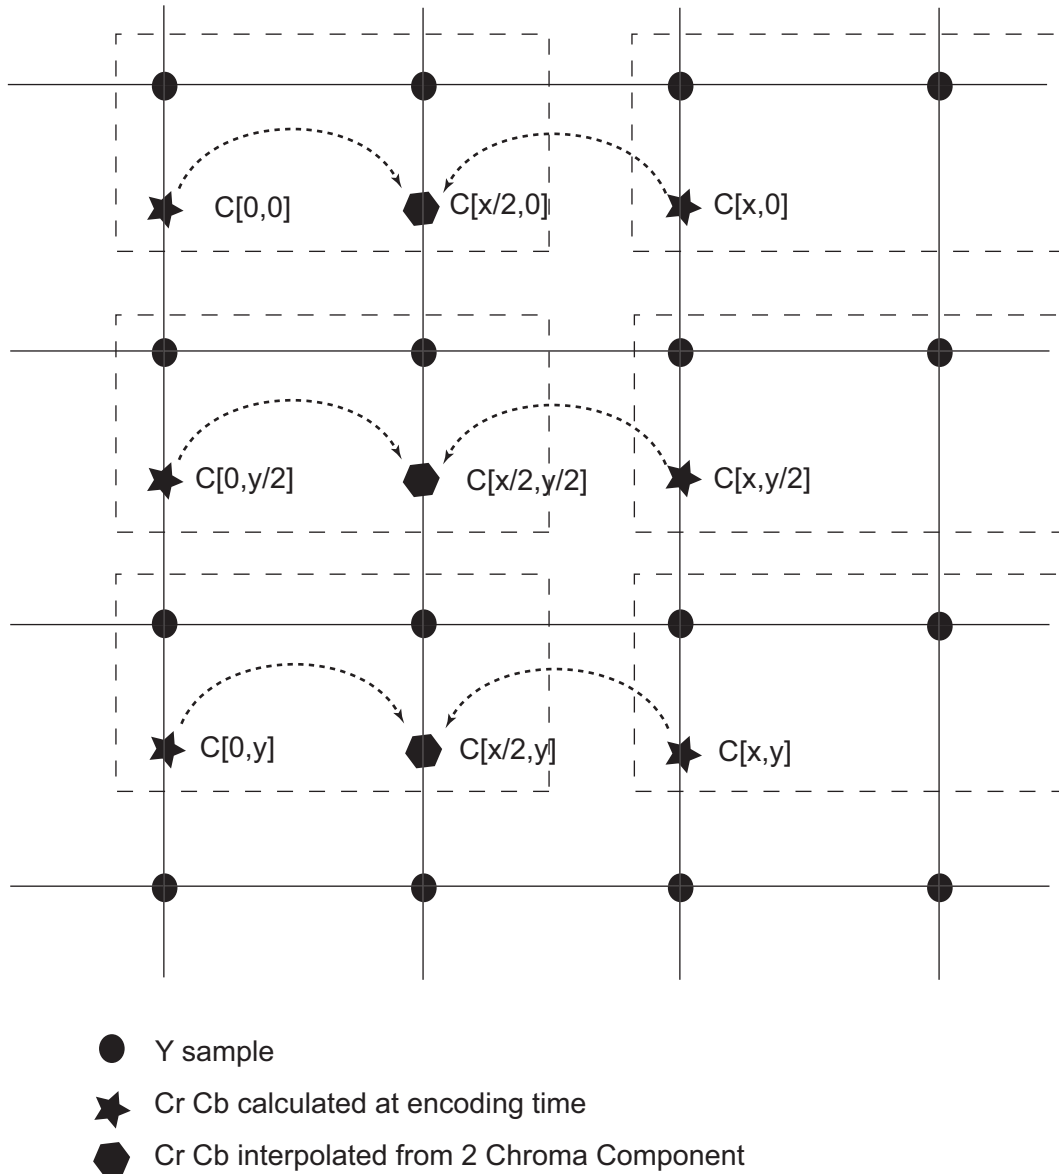 C[0,0] C[x/2,0] C[x,0]
C[0,y/2] C[x/2,y/2] C[x,y/2]
C[0,y] C[x/2,y] C[x,y]
Y sample
Cr Cb calculated at encoding time
Cr Cb interpolated from 2 Chroma Component